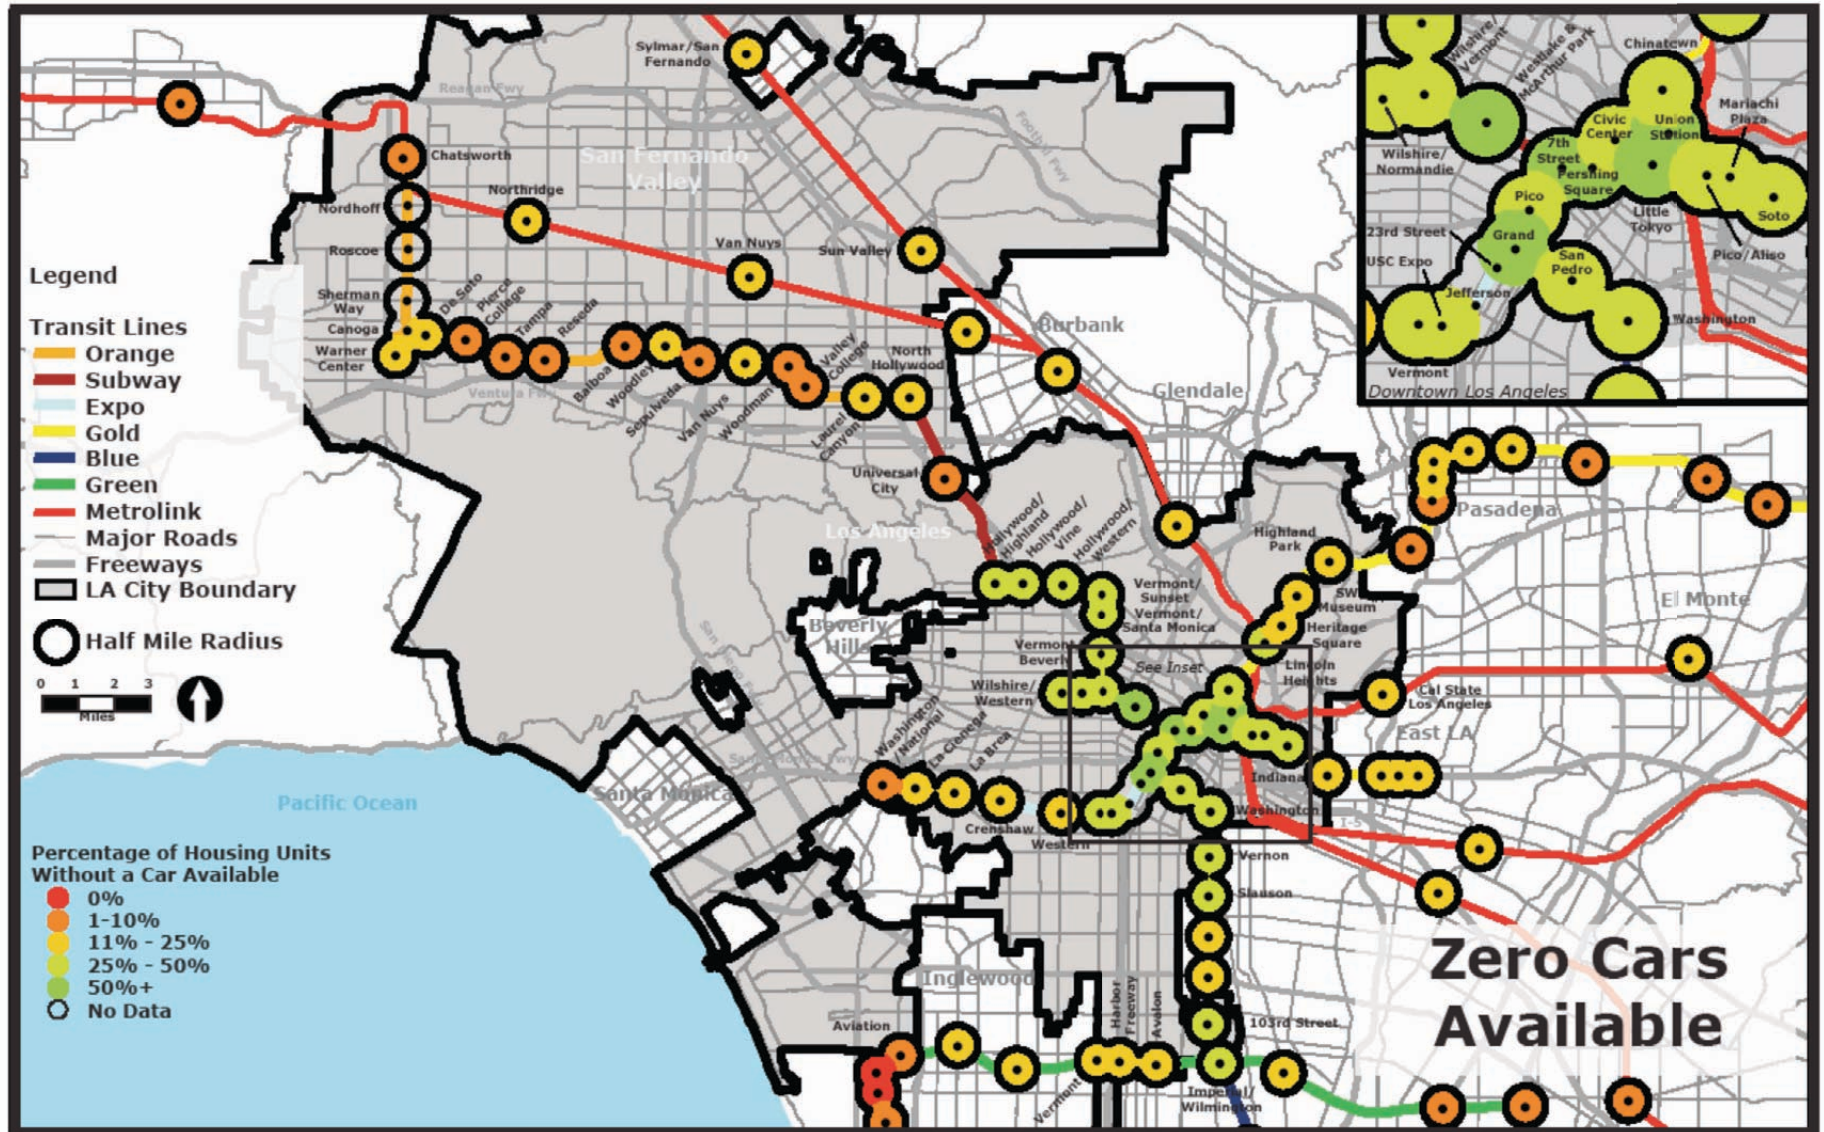 Sylmar/San
Fernando
Reagan Fwy
Foothill Fwy
Chatsworth
San Fernando
Valley
Northridge
Nordhoff
Van Nuys
Sun Valley
Roscoe
Sherman
Way
Canoga
Warner
Center
De Soto
Pierce
College
Tampa
Reseda
Balboa
Woodley
Sepulveda
Van Nuys
Woodman
Valley
College
Laurel
Canyon
North
Hollywood
Ventura Fwy
Burbank
Glendale
Universal
City
Los Angeles
Hollywood/
Highland
Hollywood/
Vine
Hollywood/
Western
Highland
Park
Pasadena
Vermont/
Sunset
Vermont/
Santa Monica
SW
Museum
Heritage
Square
El Monte
Beverly
Hills
Vermont
Beverly
See Inset
Lincoln
Heights
Wilshire/
Western
Cal State
Los Angeles
East LA
Washington
/National
La Cienega
La Brea
Indiana
Santa Monica
Washington
I-5
Crenshaw
Western
Vernon
Slauson
Inglewood
Harbor
Freeway
Avalon
103rd Street
Aviation
Vermont
Imperial/
Wilmington
Pacific Ocean
Legend
Transit Lines
Orange
Subway
Expo
Gold
Blue
Green
Metrolink
Major Roads
Freeways
LA City Boundary
Half Mile Radius
0 1 2 3
Miles
Percentage of Housing Units
Without a Car Available
0%
1-10%
11% - 25%
25% - 50%
50%+
No Data
Wilshire/
Vermont
Westlake &
McArthur Park
Chinatown
Mariachi
Plaza
Civic
Center
Union
Station
Wilshire/
Normandie
7th
Street
Pershing
Square
Pico
Little
Tokyo
Soto
23rd Street
Grand
Pico/Aliso
USC Expo
San
Pedro
Jefferson
Washington
Vermont
Downtown Los Angeles
Zero Cars
Available